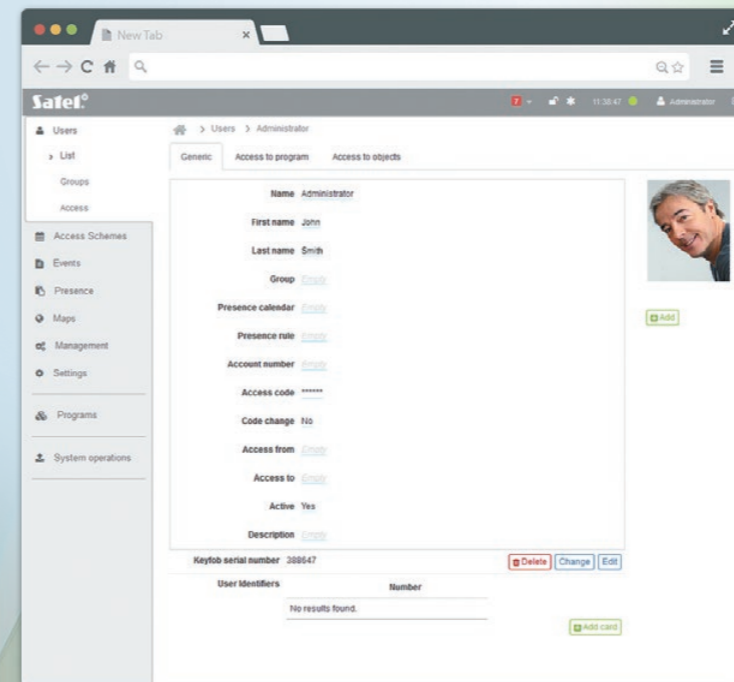 New Tab
Satel®
7
11:38:47
Administrator
Users
List
Groups
Access
Access Schemes
Events
Presence
Maps
Management
Settings
Programs
System operations
> Users > Administrator
Generic Access to program Access to objects
Name Administrator
First name John
Last name Smith
Group Empty
Presence calendar Empty
Presence rule Empty
Account number Empty
Access code ******
Code change No
Access from Empty
Access to Empty
Active Yes
Description Empty
Keyfob serial number 388647 Delete Change Edit
User Identifiers Number
No results found.
Add card
Add